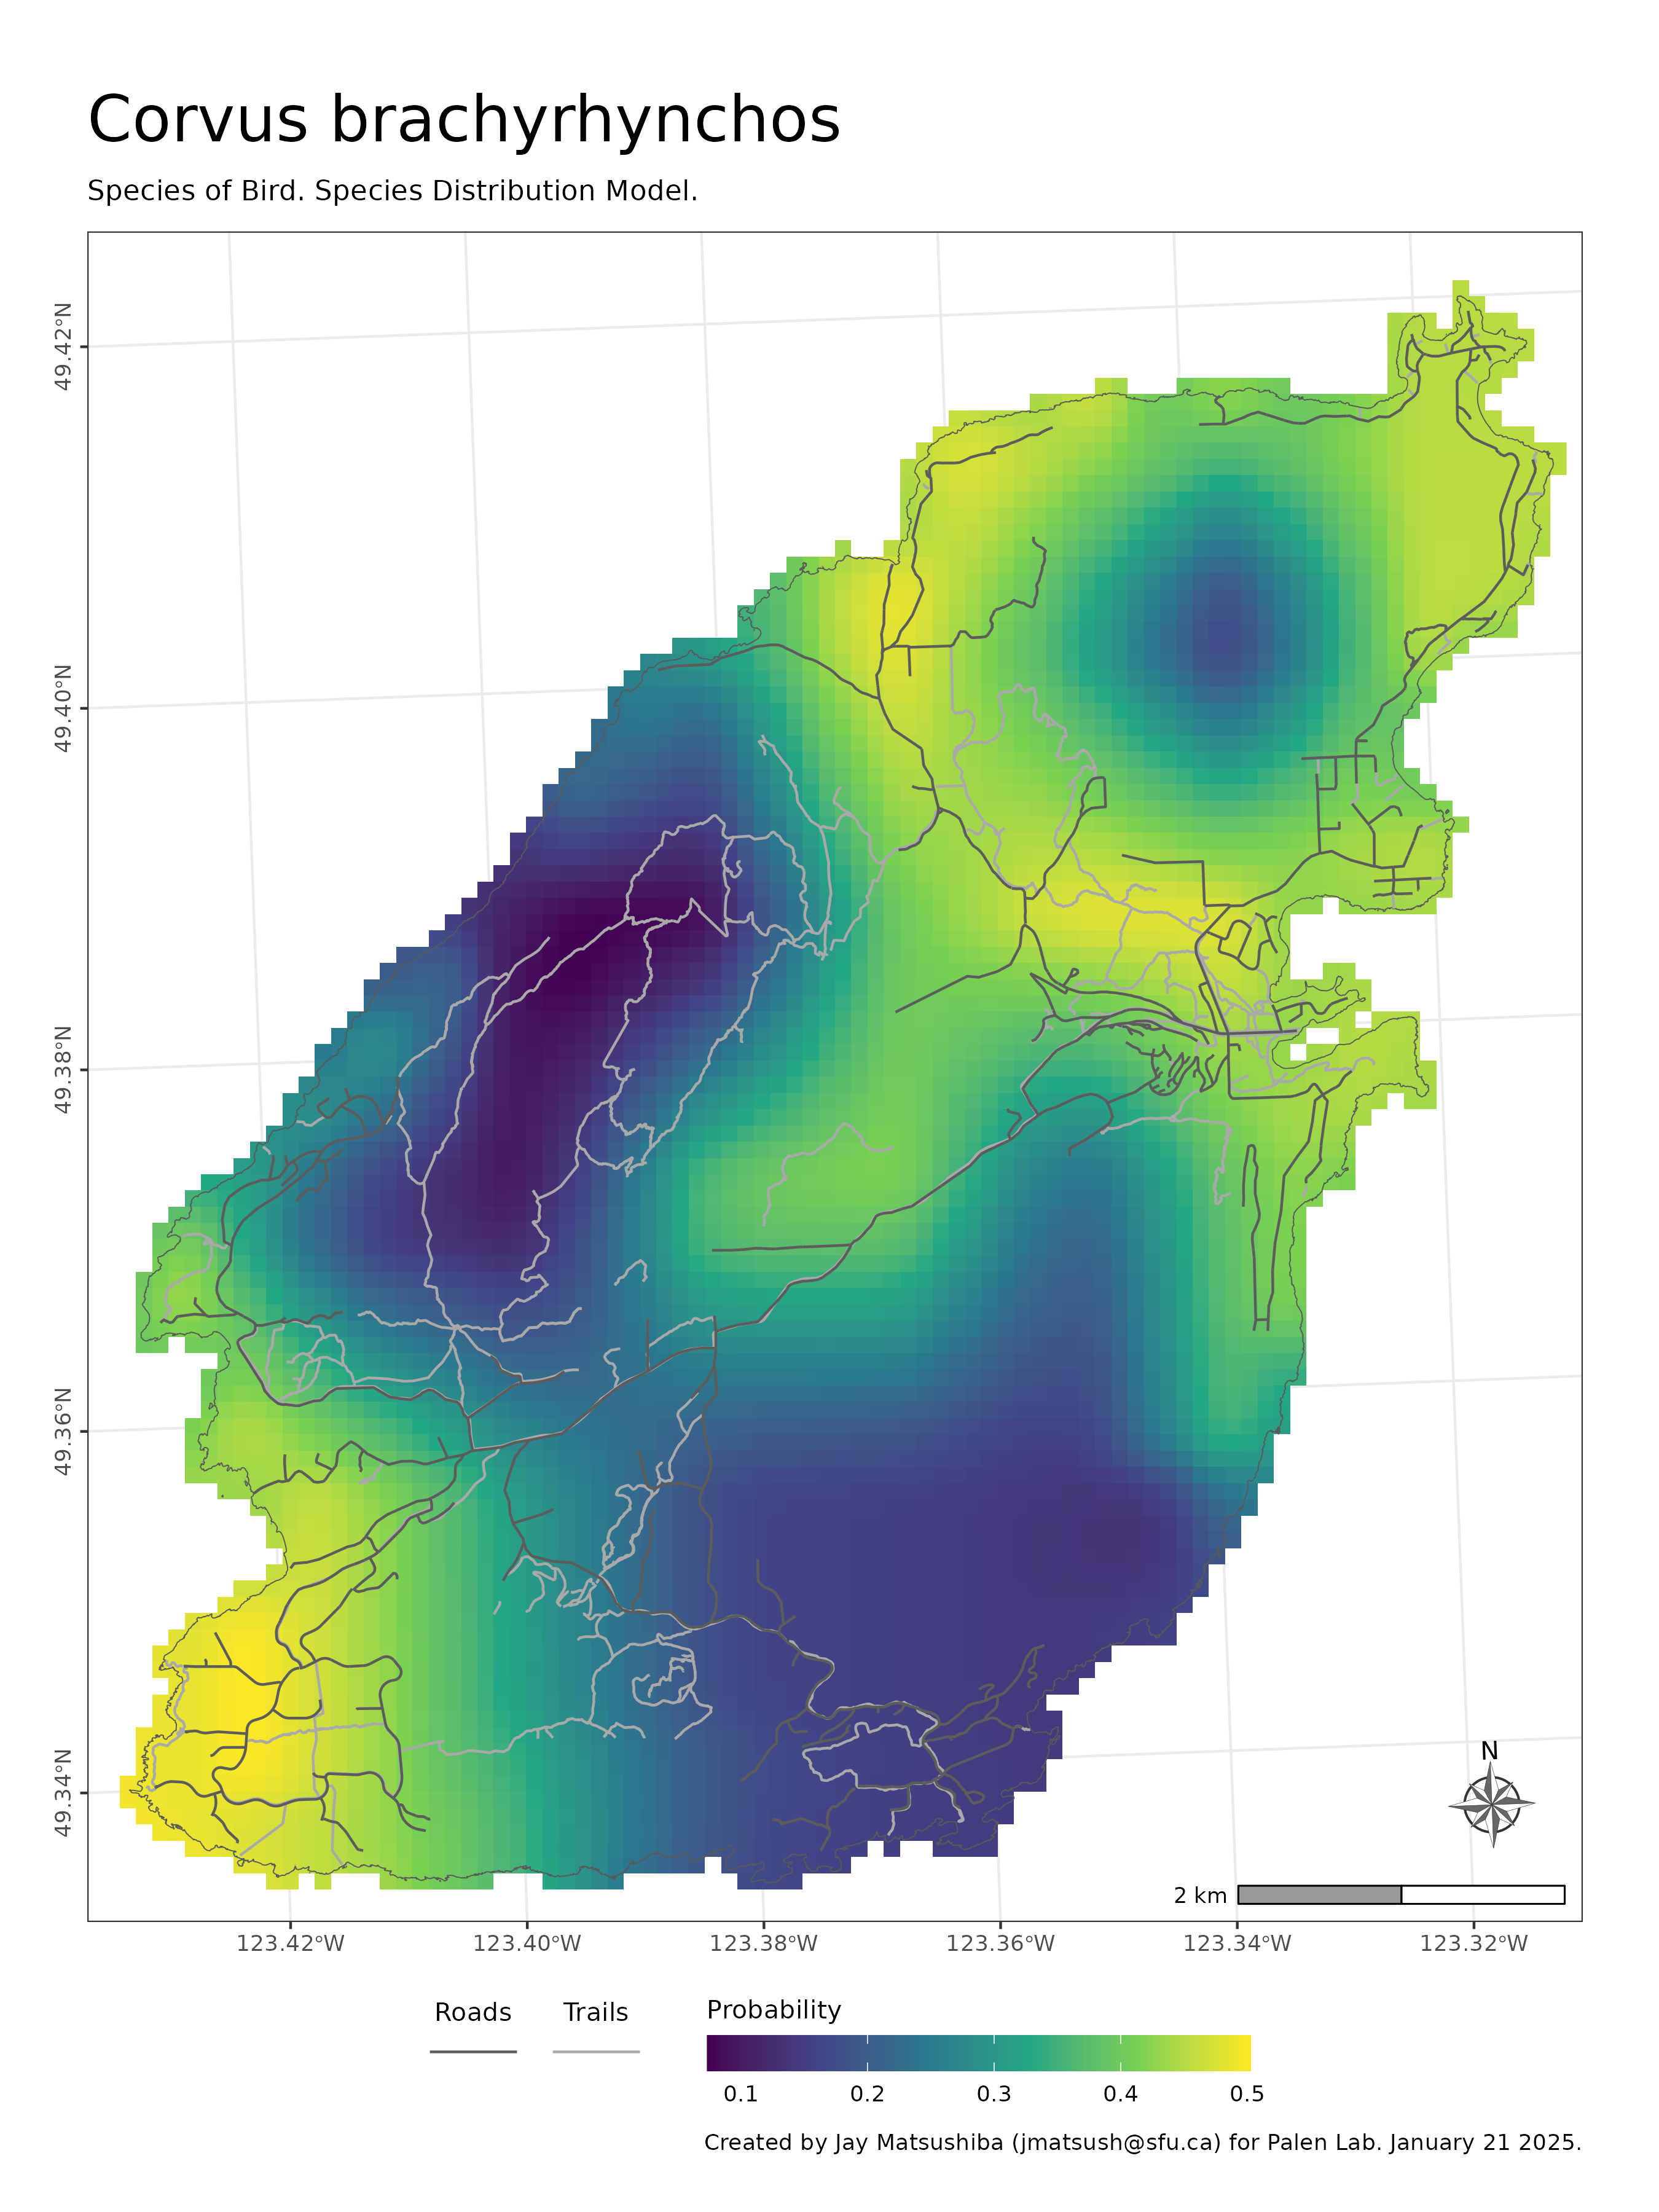 Corvus brachyrhynchos
Species of Bird. Species Distribution Model.
49.42°N
49.40°N
49.38°N
49.36°N
49.34°N
N
2 km
123.42°W 123.40°W 123.38°W 123.36°W 123.34°W 123.32°W
Roads Trails Probability
0.1 0.2 0.3 0.4 0.5
Created by Jay Matsushiba (jmatsush@sfu.ca) for Palen Lab. January 21 2025.